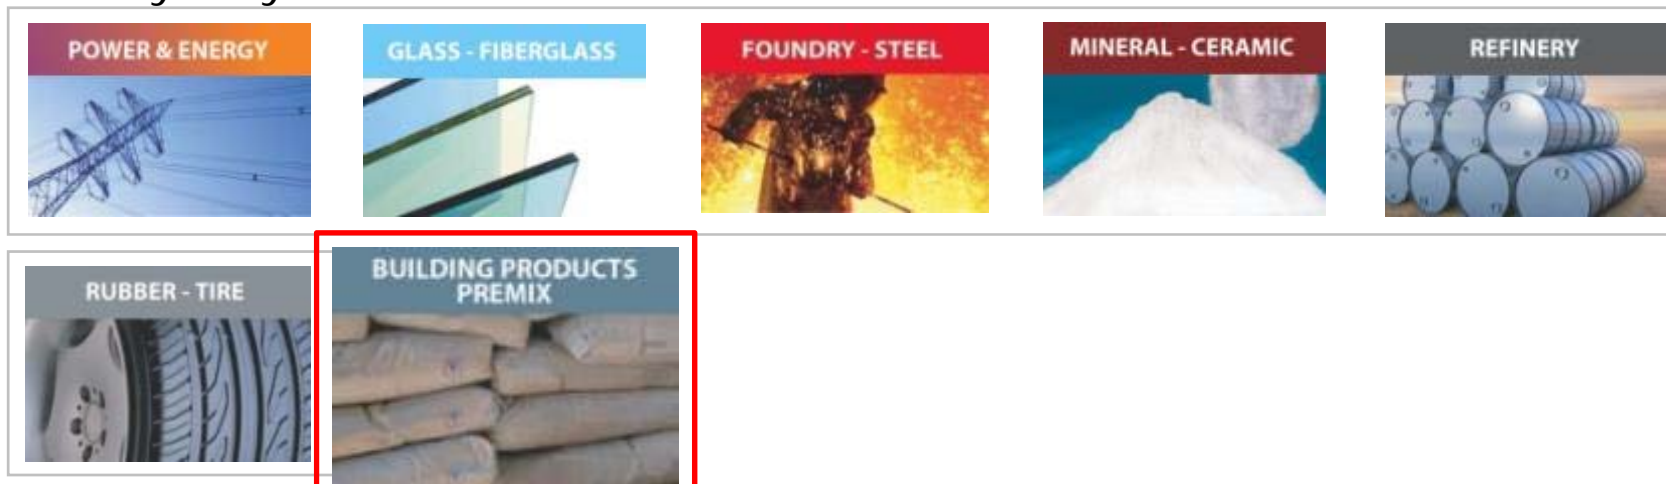 POWER & ENERGY
GLASS - FIBERGLASS
FOUNDRY - STEEL
MINERAL - CERAMIC
REFINERY
RUBBER - TIRE
BUILDING PRODUCTS
PREMIX